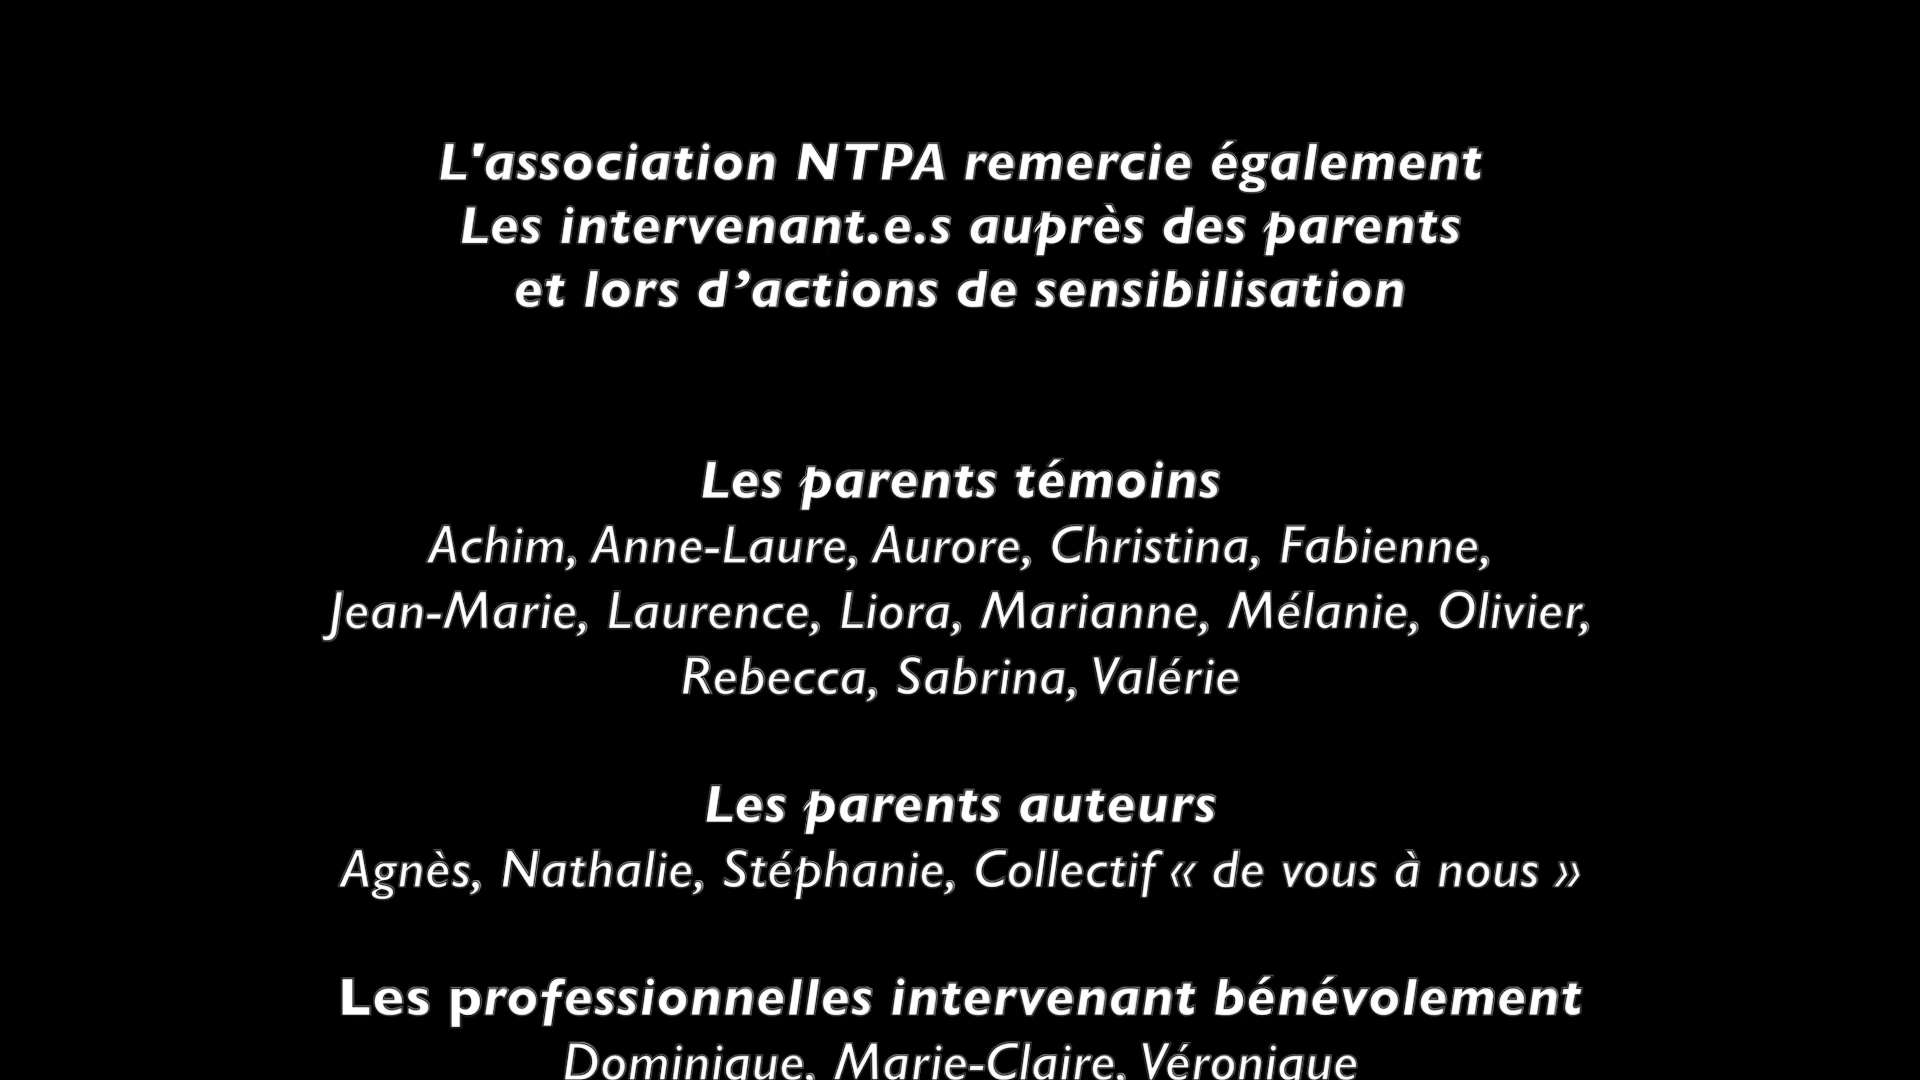 L'association NTPA remercie également
Les intervenant.e.s auprès des parents
et lors d’actions de sensibilisation
Les parents témoins
Achim, Anne-Laure, Aurore, Christina, Fabienne,
Jean-Marie, Laurence, Liora, Marianne, Mélanie, Olivier,
Rebecca, Sabrina, Valérie
Les parents auteurs
Agnès, Nathalie, Stéphanie, Collectif « de vous à nous »
Les professionnelles intervenant bénévolement
Dominique, Marie-Claire, Véronique